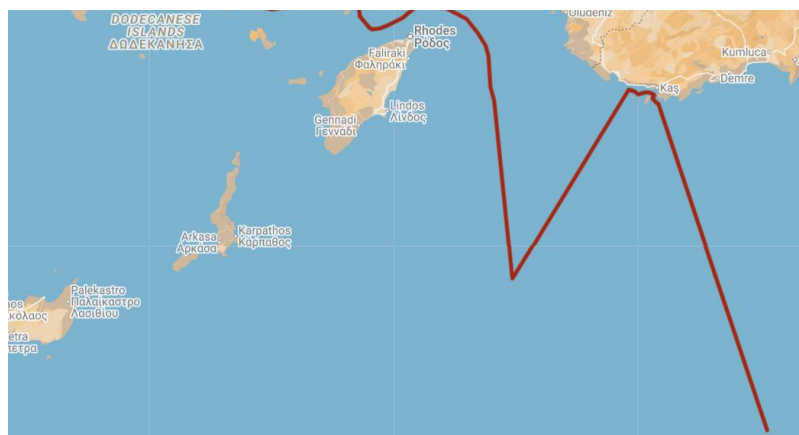 DODECANESE
ISLANDS
ΔΩΔΕΚΑΝΗΣΑ
Oludeniz
Rhodes
Ρόδος
Faliraki
Φαληράκι
Kumluca
Kaş
Demre
Lindos
Λίνδος
Gennadi
Γεννάδι
Arkasa
Αρκάσα
Karpathos
Κάρπαθος
Palekastro
Παλαίκαστρο
Λασιθίου